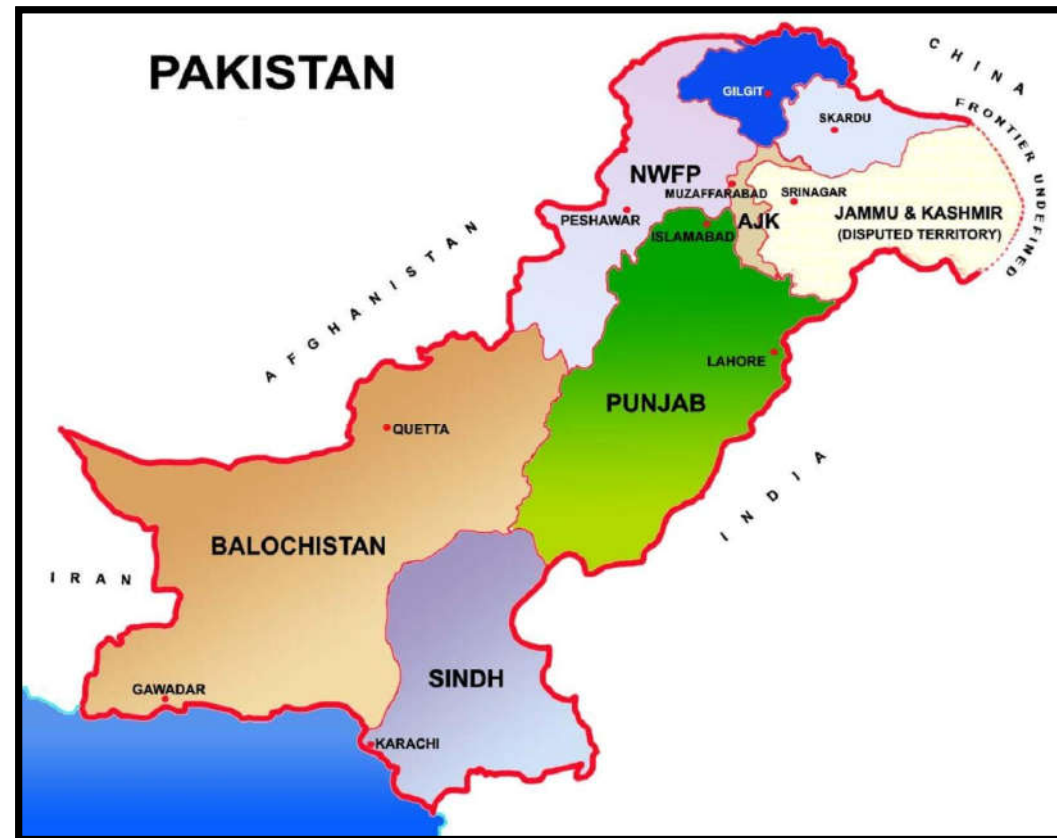 PAKISTAN
CHINA
FRONTIER UNDEFINED
GILGIT
SKARDU
NWFP
MUZAFFARABAD
SRINAGAR
PESHAWAR
AJK
JAMMU & KASHMIR
(DISPUTED TERRITORY)
ISLAMABAD
AFGHANISTAN
LAHORE
PUNJAB
QUETTA
INDIA
BALOCHISTAN
IRAN
SINDH
GAWADAR
KARACHI